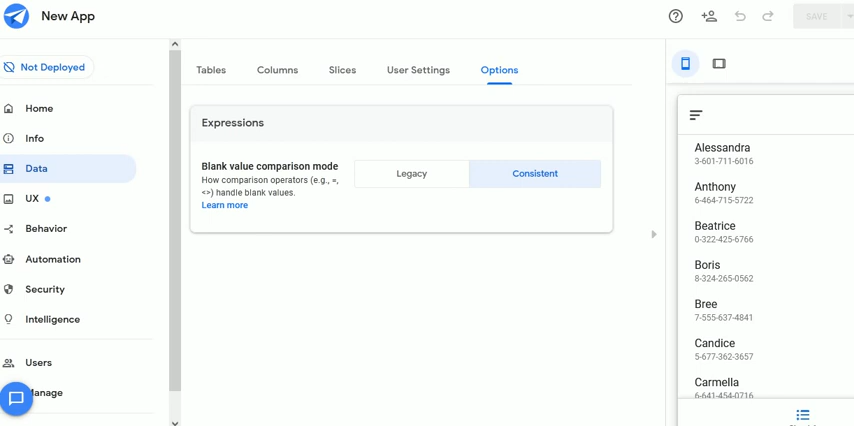 New App
SAVE
Not Deployed
Tables
Columns
Slices
User Settings
Options
Home
Info
Data
UX
Behavior
Automation
Security
Intelligence
Users
anage
Expressions
Blank value comparison mode
How comparison operators (e.g., =,
<>) handle blank values.
Learn more
Legacy
Consistent
Alessandra
3-601-711-6016
Anthony
6-464-715-5722
Beatrice
0-322-425-6766
Boris
8-324-265-0562
Bree
7-555-637-4841
Candice
5-677-362-3657
Carmella
6-641-454-0716